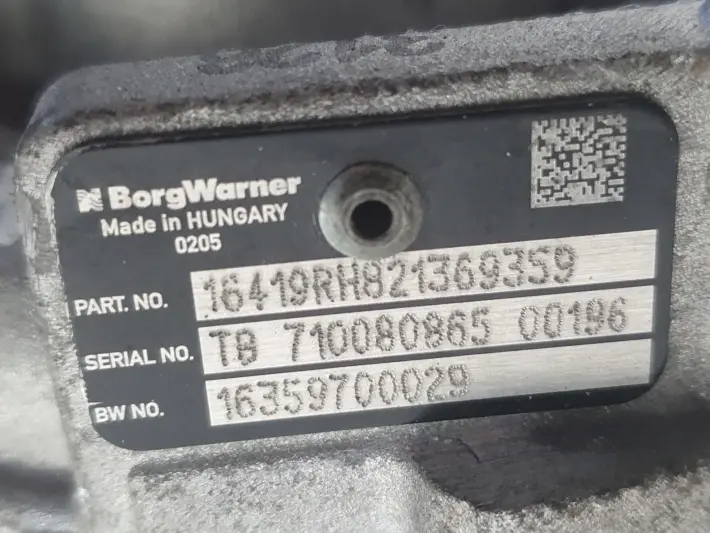 BorgWarner
Made in HUNGARY
0205
PART. NO. 16419RH821369359
SERIAL NO. TB 710080865 00196
BW NO. 16359700029